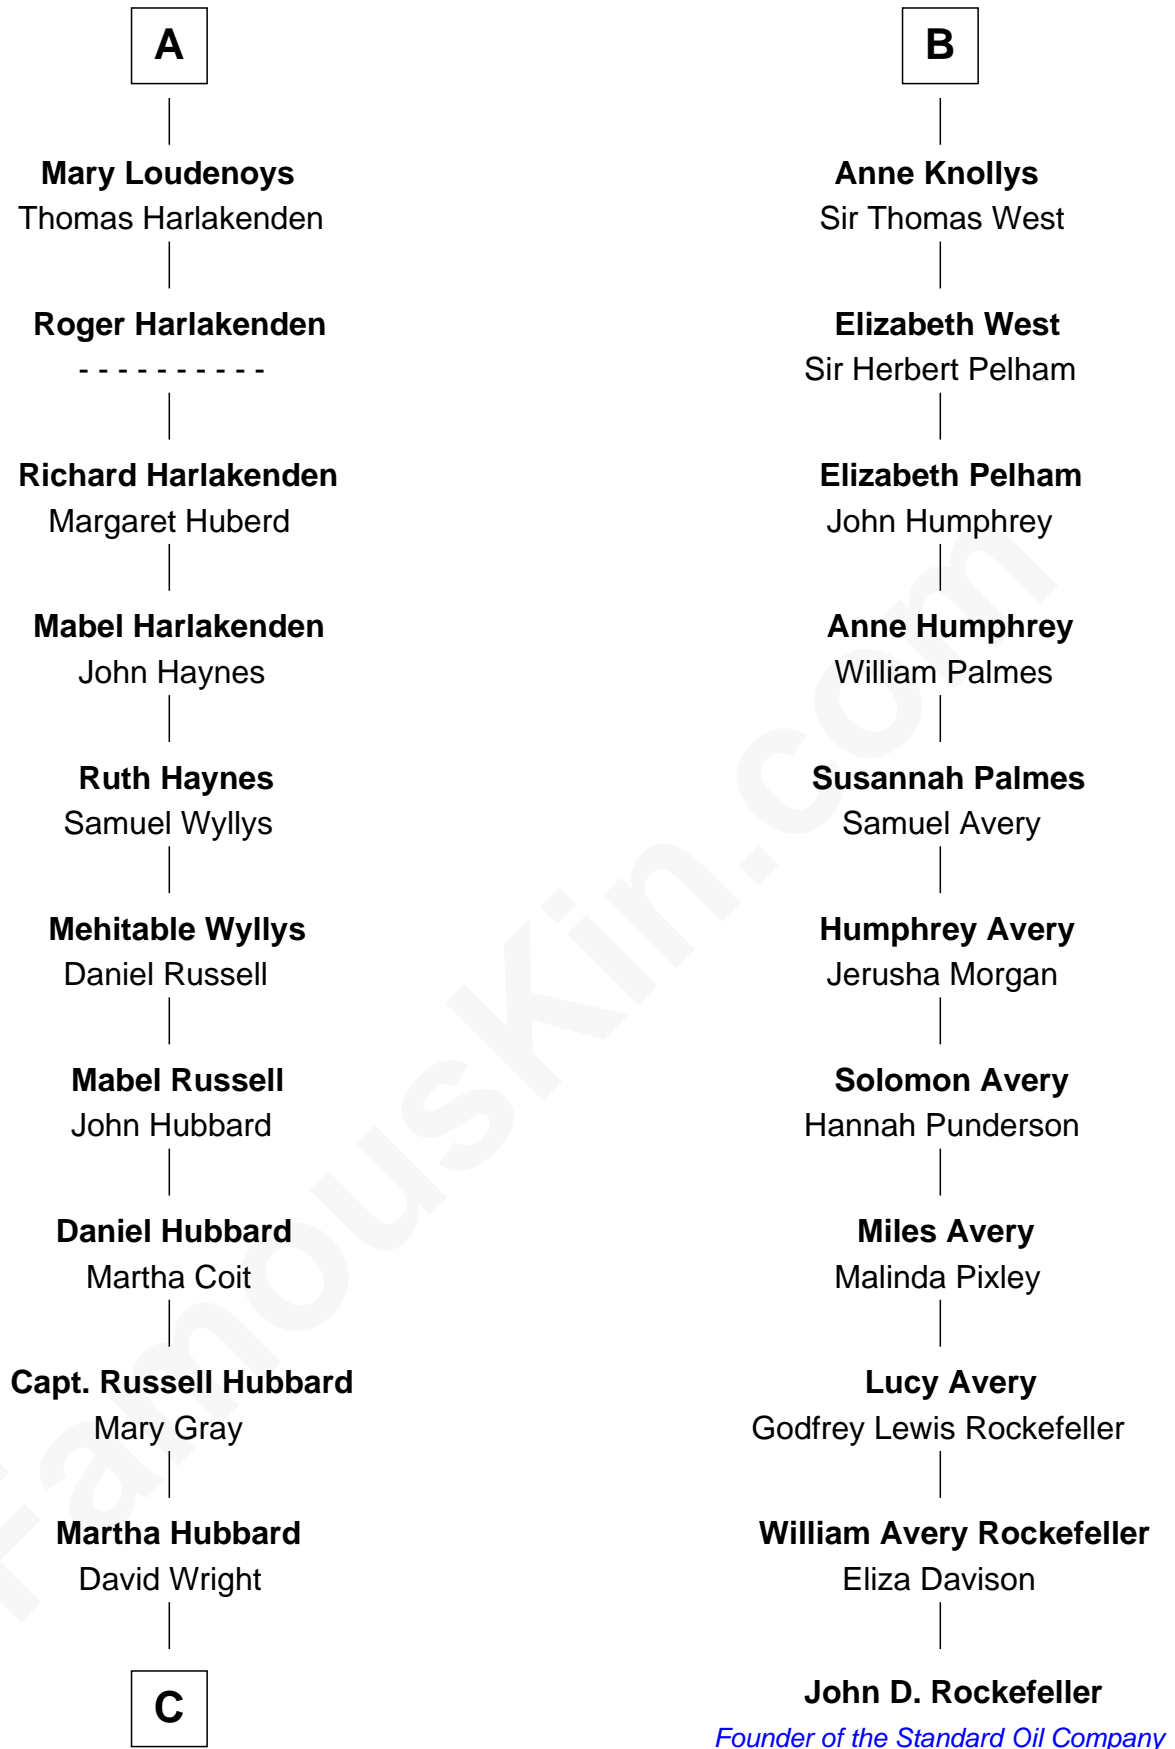 A
Mary Loudenoys
Thomas Harlakenden
Roger Harlakenden
- - - - - - - - - -
Richard Harlakenden
Margaret Huberd
Mabel Harlakenden
John Haynes
Ruth Haynes
Samuel Wyllys
Mehitable Wyllys
Daniel Russell
Mabel Russell
John Hubbard
Daniel Hubbard
Martha Coit
Capt. Russell Hubbard
Mary Gray
Martha Hubbard
David Wright
C
B
Anne Knollys
Sir Thomas West
Elizabeth West
Sir Herbert Pelham
Elizabeth Pelham
John Humphrey
Anne Humphrey
William Palmes
Susannah Palmes
Samuel Avery
Humphrey Avery
Jerusha Morgan
Solomon Avery
Hannah Punderson
Miles Avery
Malinda Pixley
Lucy Avery
Godfrey Lewis Rockefeller
William Avery Rockefeller
Eliza Davison
John D. Rockefeller
Founder of the Standard Oil Company
FamousKin.com